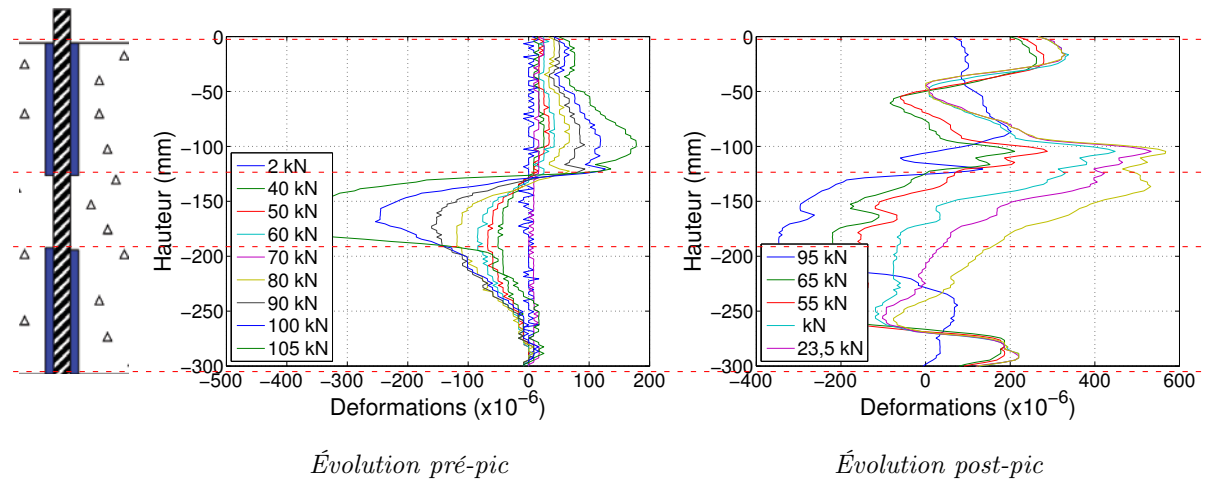 0
−50
−100
−150
−200
−250
−300
Hauteur (mm)
2 kN
40 kN
50 kN
60 kN
70 kN
80 kN
90 kN
100 kN
105 kN
−500 −400 −300 −200 −100 0 100 200
Deformations (x10⁻⁶)
Évolution pré-pic
0
−50
−100
−150
−200
−250
−300
Hauteur (mm)
95 kN
65 kN
55 kN
kN
23,5 kN
−400 −200 0 200 400 600
Deformations (x10⁻⁶)
Évolution post-pic